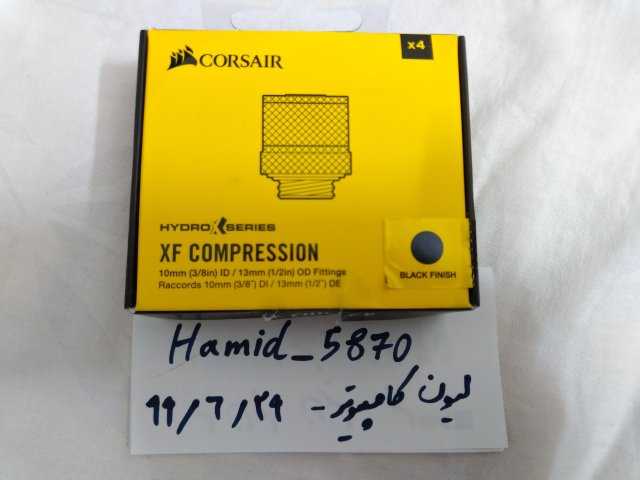 CORSAIR
x4
HYDRO X SERIES
XF COMPRESSION
10mm (3/8in) ID / 13mm (1/2in) OD Fittings
Raccords 10mm (3/8") DI / 13mm (1/2") DE
BLACK FINISH
Hamid_5870
لیون کامپیوتر - ۹۹/۶/۲۹